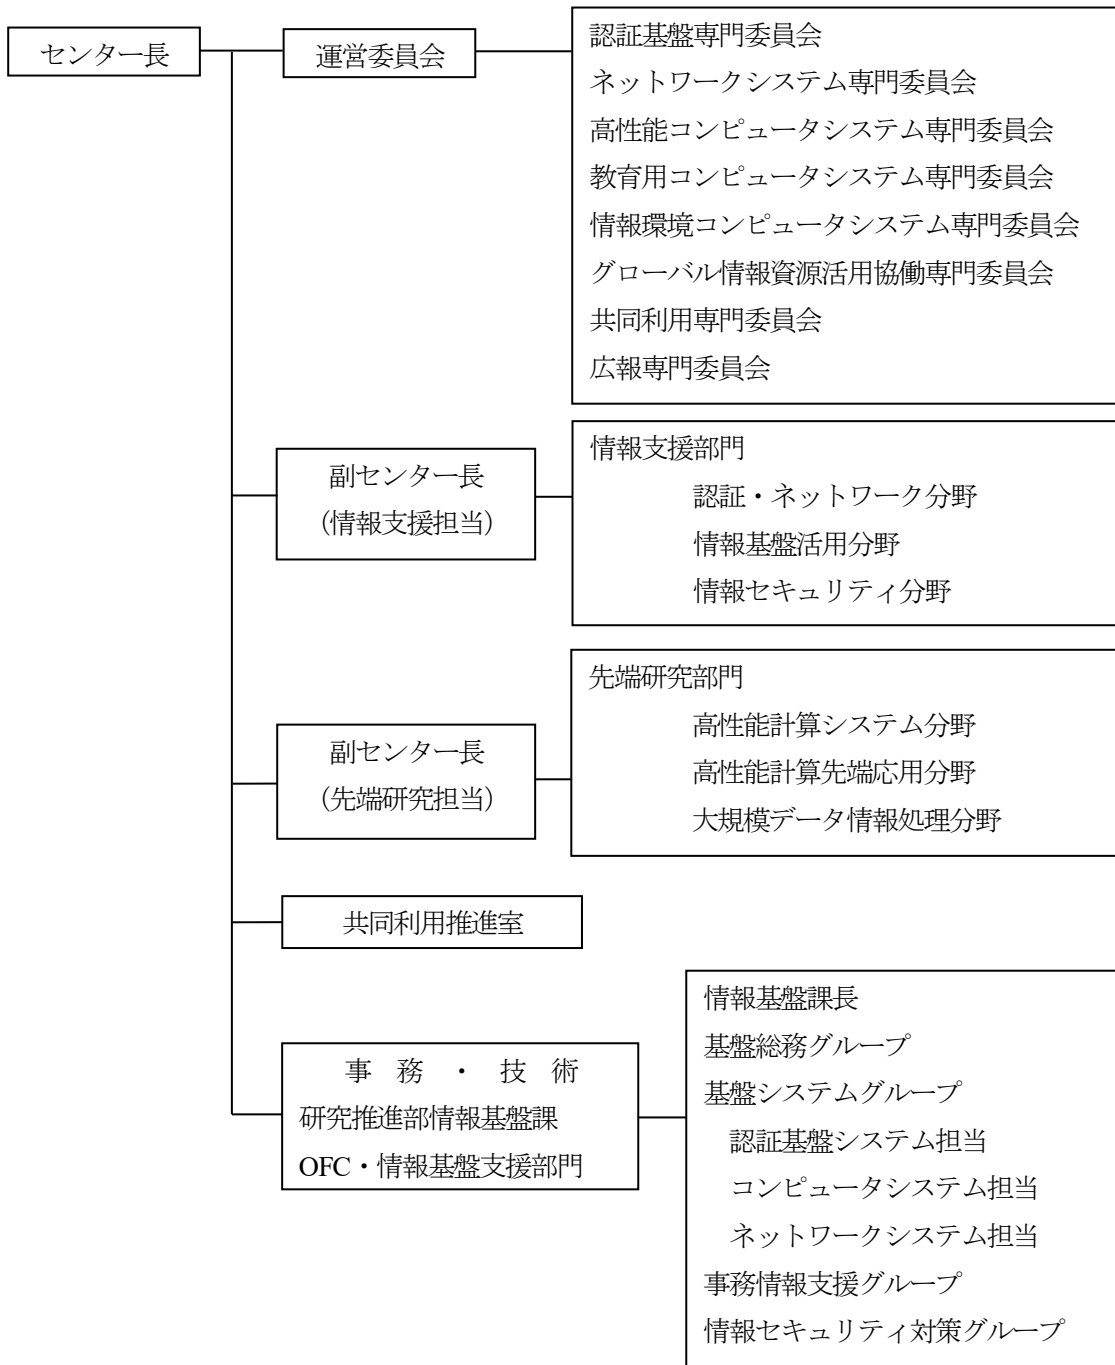 センター長
運営委員会
認証基盤専門委員会
ネットワークシステム専門委員会
高性能コンピュータシステム専門委員会
教育用コンピュータシステム専門委員会
情報環境コンピュータシステム専門委員会
グローバル情報資源活用協働専門委員会
共同利用専門委員会
広報専門委員会
副センター長
(情報支援担当)
情報支援部門
認証・ネットワーク分野
情報基盤活用分野
情報セキュリティ分野
副センター長
(先端研究担当)
先端研究部門
高性能計算システム分野
高性能計算先端応用分野
大規模データ情報処理分野
共同利用推進室
事 務 ・ 技 術
研究推進部情報基盤課
OFC・情報基盤支援部門
情報基盤課長
基盤総務グループ
基盤システムグループ
認証基盤システム担当
コンピュータシステム担当
ネットワークシステム担当
事務情報支援グループ
情報セキュリティ対策グループ